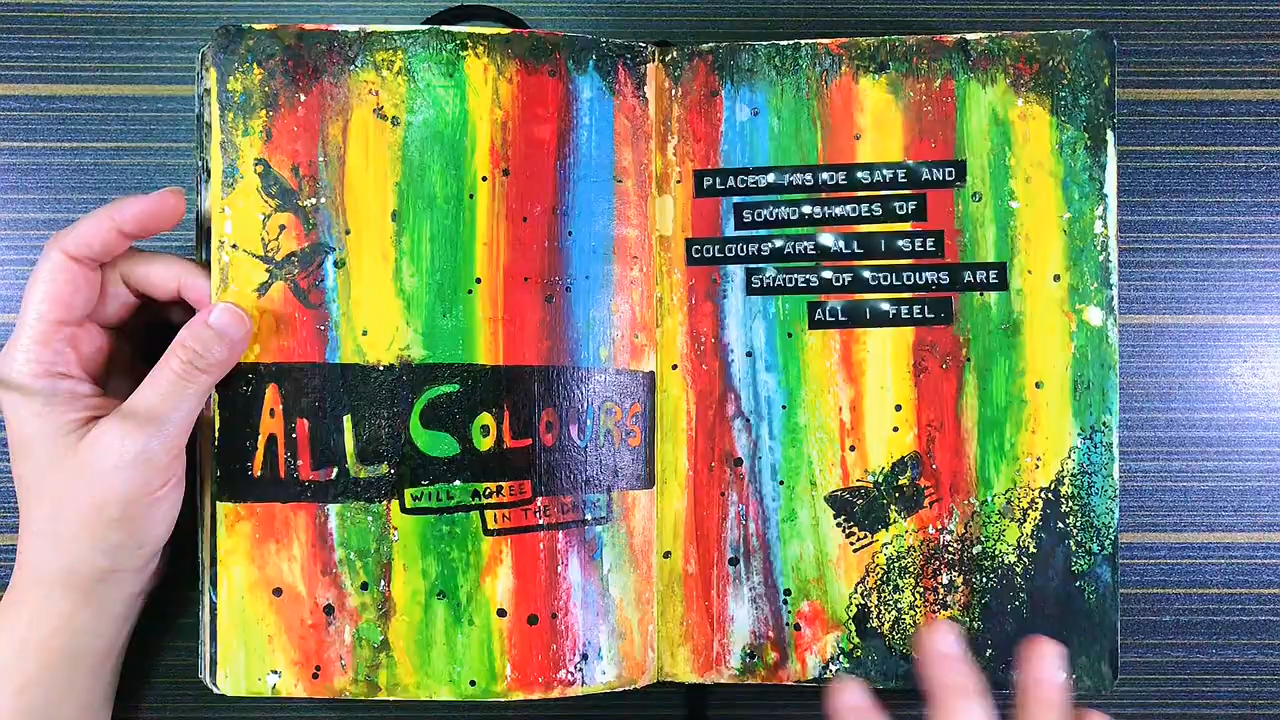 ALL COLOURS
WILL AGREE
IN THE DARK
PLACED INSIDE SAFE AND
SOUND SHADES OF
COLOURS ARE ALL I SEE
SHADES OF COLOURS ARE
ALL I FEEL.